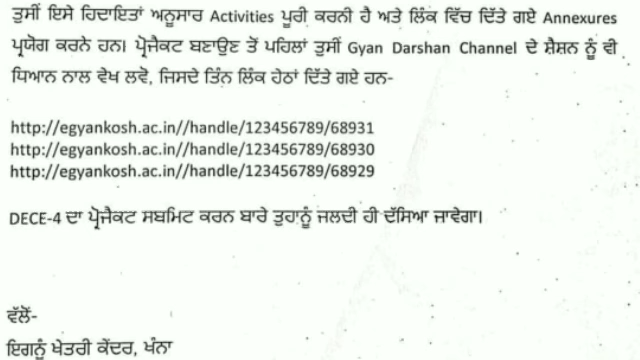 ਤੁਸੀਂ ਇਸੇ ਹਿਦਾਇਤਾਂ ਅਨੁਸਾਰ Activities ਪੂਰੀ ਕਰਨੀ ਹੈ ਅਤੇ ਲਿੰਕ ਵਿੱਚ ਦਿੱਤੇ ਗਏ Annexures
ਪ੍ਰਯੋਗ ਕਰਨੇ ਹਨ। ਪ੍ਰੋਜੈਕਟ ਬਣਾਉਣ ਤੋਂ ਪਹਿਲਾਂ ਤੁਸੀਂ Gyan Darshan Channel ਦੇ ਸ਼ੈਸ਼ਨ ਨੂੰ ਵੀ
ਧਿਆਨ ਨਾਲ ਵੇਖ ਲਵੋ, ਜਿਸਦੇ ਤਿੰਨ ਲਿੰਕ ਹੇਠਾਂ ਦਿੱਤੇ ਗਏ ਹਨ-
http://egyankosh.ac.in//handle/123456789/68931
http://egyankosh.ac.in//handle/123456789/68930
http://egyankosh.ac.in//handle/123456789/68929
DECE-4 ਦਾ ਪ੍ਰੋਜੈਕਟ ਸਬਮਿਟ ਕਰਨ ਬਾਰੇ ਤੁਹਾਨੂੰ ਜਲਦੀ ਹੀ ਦੱਸਿਆ ਜਾਵੇਗਾ।
ਵੱਲੋਂ-
ਇਗਨੂੰ ਖੇਤਰੀ ਕੇਂਦਰ, ਖੰਨਾ